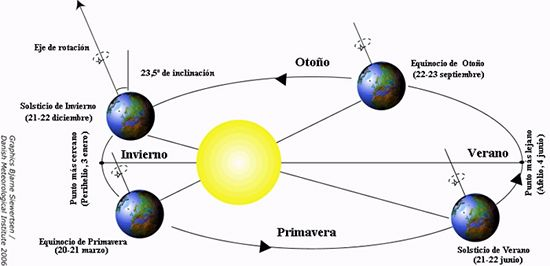 Eje de rotación
23,5º de inclinación
Otoño
Equinocio de Otoño
(22-23 septiembre)
Solsticio de Invierno
(21-22 diciembre)
Punto más cercano
(Perihelio, 3 enero)
Invierno
Verano
Punto mas lejano
(Afelio, 4 junio)
Equinocio de Primavera
(20-21 marzo)
Primavera
Solsticio de Verano
(21-22 junio)
Graphics Bjarne Siewertsen /
Danish Meteorological Institute 2006